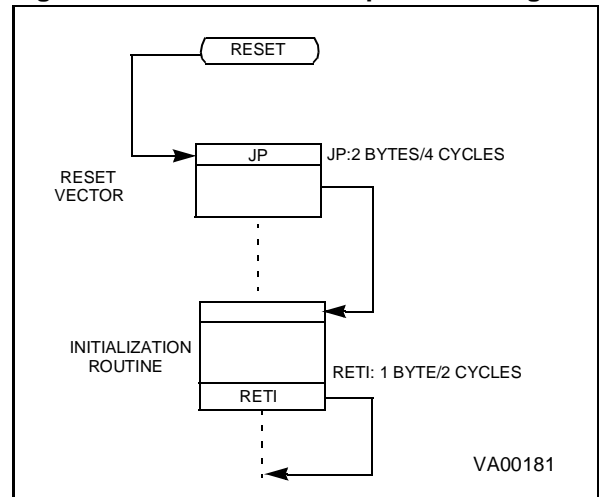 RESET
JP
JP:2 BYTES/4 CYCLES
RESET
VECTOR
INITIALIZATION
ROUTINE
RETI: 1 BYTE/2 CYCLES
RETI
VA00181